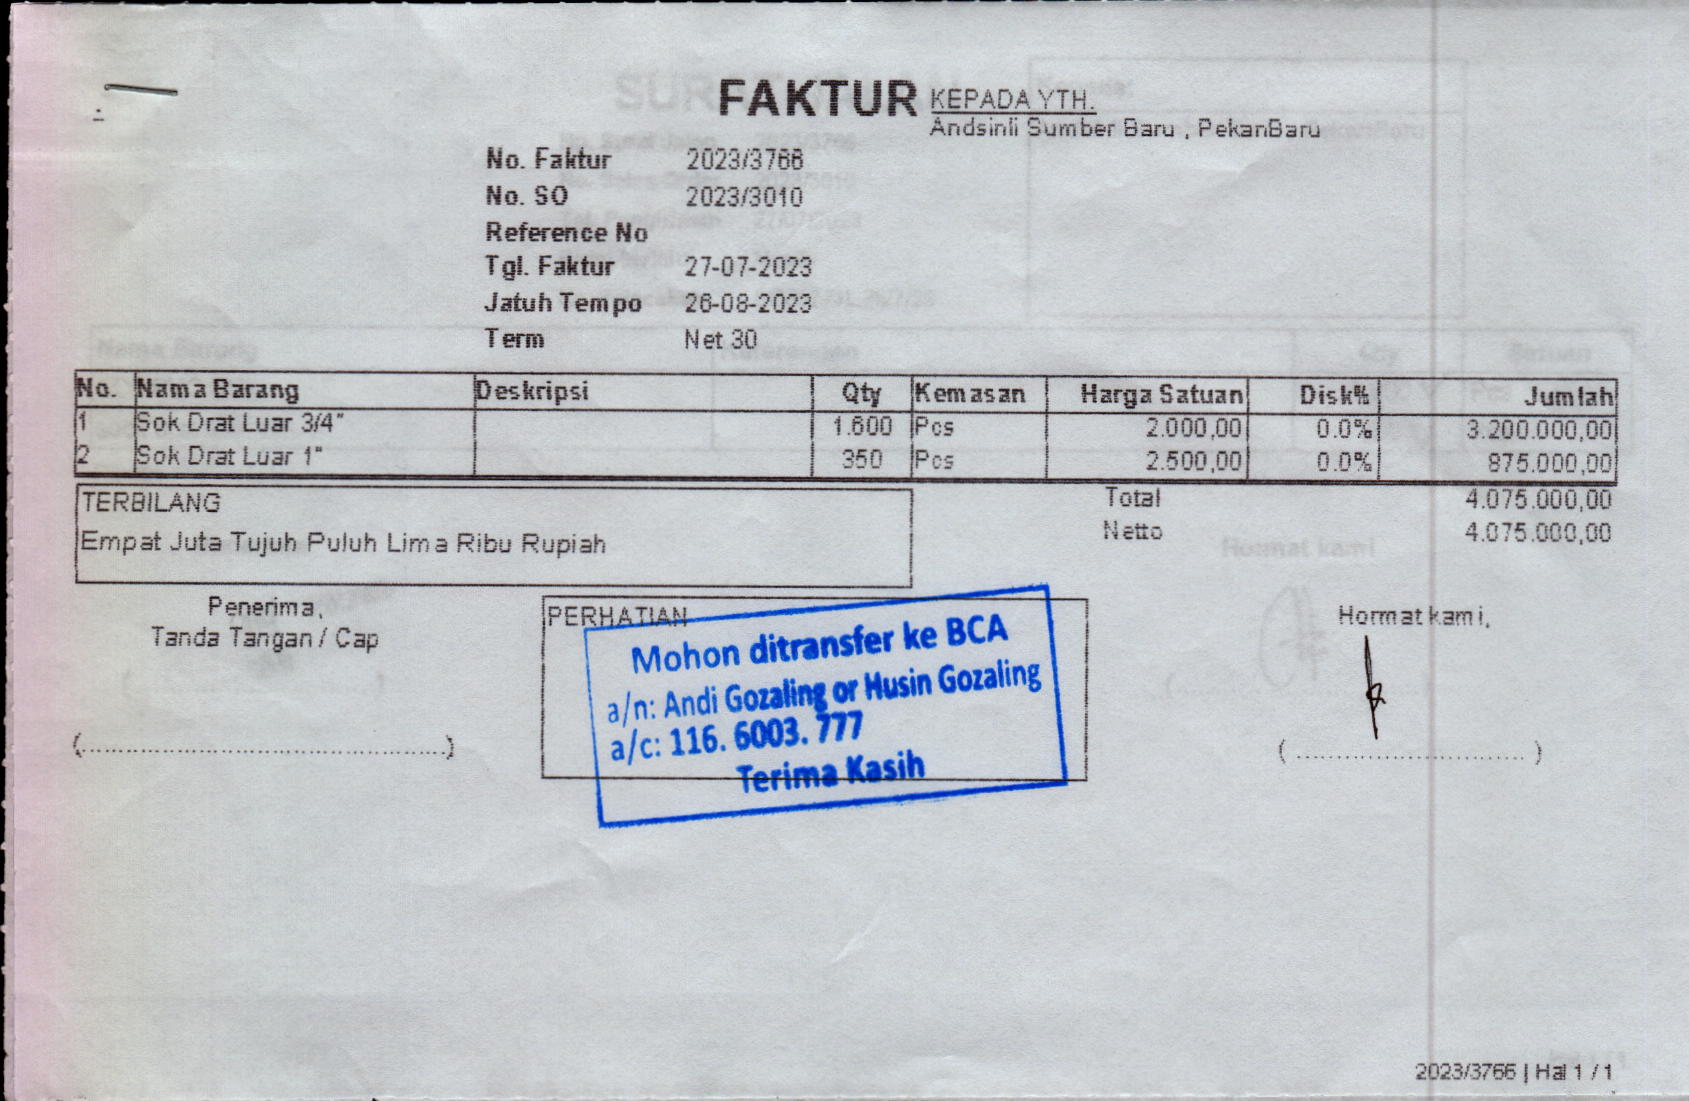 FAKTUR
KEPADA YTH.
Andsinli Sumber Baru , PekanBaru
No. Faktur 2023/3766
No. SO 2023/3010
Reference No
Tgl. Faktur 27-07-2023
Jatuh Tempo 26-08-2023
Term Net 30
No. Nama Barang Deskripsi Qty Kemasan Harga Satuan Disk% Jumlah
1 Sok Drat Luar 3/4" 1.600 Pcs 2.000,00 0.0% 3.200.000,00
2 Sok Drat Luar 1" 350 Pcs 2.500,00 0.0% 875.000,00
TERBILANG
Empat Juta Tujuh Puluh Lima Ribu Rupiah
Total 4.075.000,00
Netto 4.075.000,00
Penerima,
Tanda Tangan / Cap
(..................................................)
PERHATIAN
Mohon ditransfer ke BCA
a/n: Andi Gozaling or Husin Gozaling
a/c: 116. 6003. 777
Terima Kasih
Hormat kami,
( ............................... )
2023/3766 | Hal 1 / 1